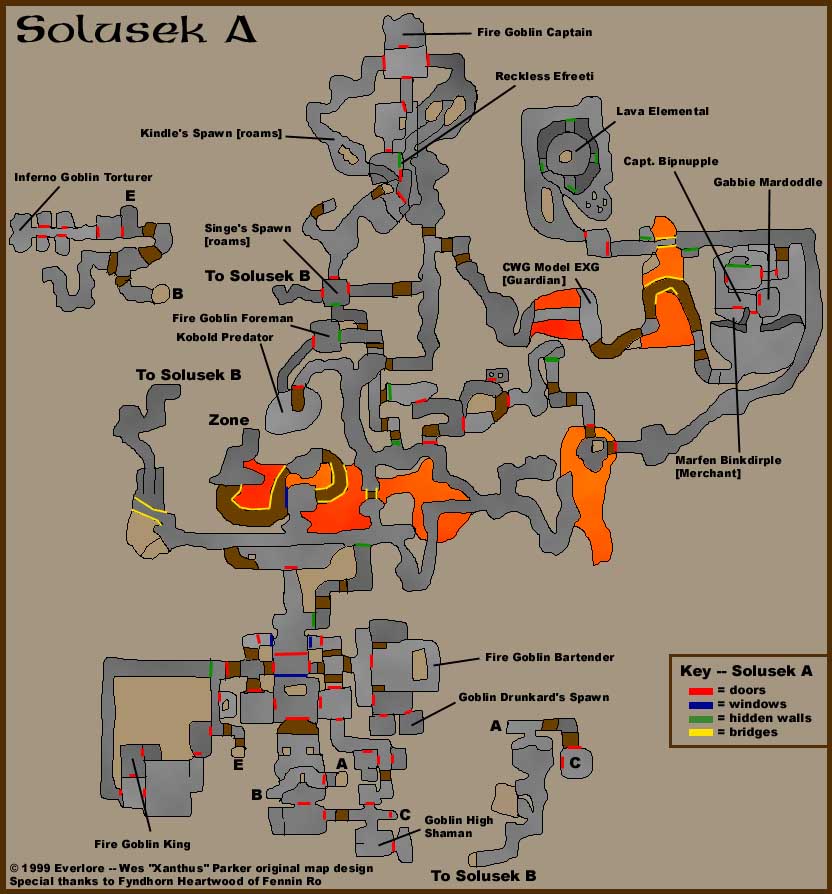 Solusek A
Fire Goblin Captain
Reckless Efreeti
Lava Elemental
Kindle's Spawn [roams]
Capt. Bipnupple
Gabbie Mardoddle
Inferno Goblin Torturer
E
Singe's Spawn
[roams]
To Solusek B
CWG Model EXG
[Guardian]
B
Fire Goblin Foreman
Kobold Predator
To Solusek B
Zone
Marfen Binkdirple
[Merchant]
Fire Goblin Bartender
Key -- Solusek A
= doors
= windows
= hidden walls
= bridges
Goblin Drunkard's Spawn
A
E
A
C
B
C
Goblin High
Shaman
Fire Goblin King
To Solusek B
© 1999 Everlore -- Wes "Xanthus" Parker original map design
Special thanks to Fyndhorn Heartwood of Fennin Ro